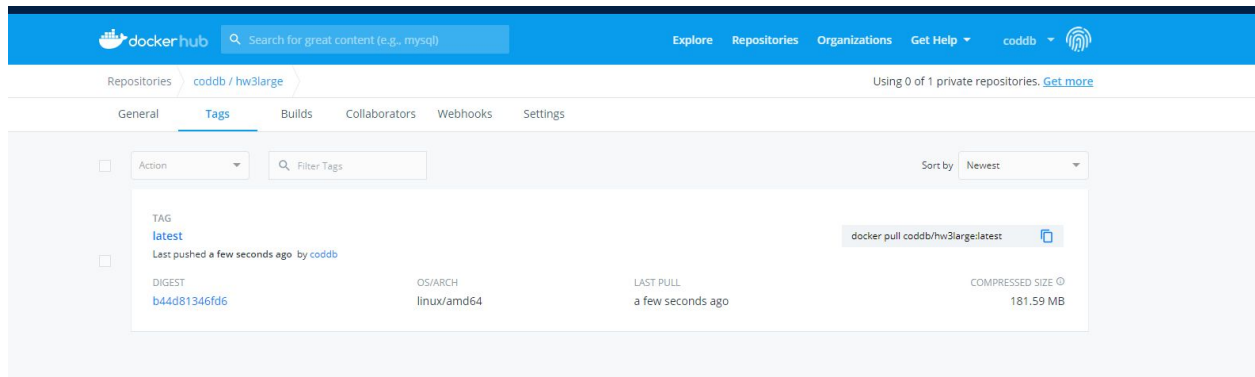 dockerhub Search for great content (e.g., mysql) Explore Repositories Organizations Get Help coddb
Repositories coddb / hw3large Using 0 of 1 private repositories. Get more
General Tags Builds Collaborators Webhooks Settings
Action Filter Tags Sort by Newest
TAG
latest docker pull coddb/hw3large:latest
Last pushed a few seconds ago by coddb
DIGEST OS/ARCH LAST PULL COMPRESSED SIZE
b44d81346fd6 linux/amd64 a few seconds ago 181.59 MB